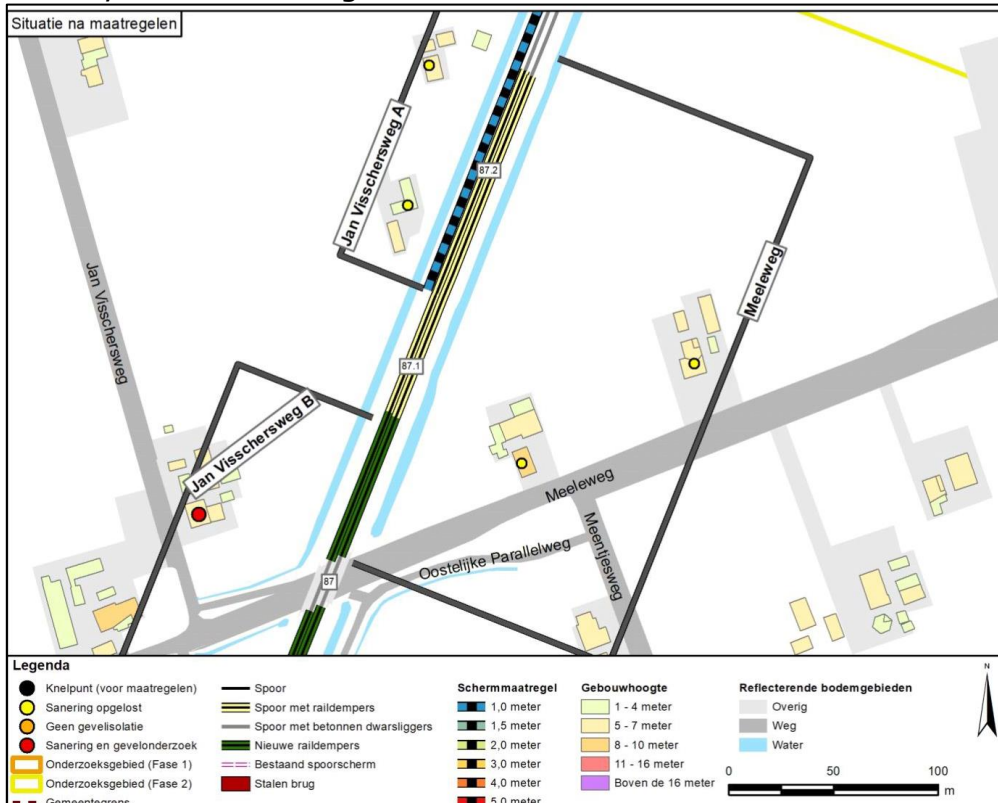 Situatie na maatregelen
Jan Visschersweg A
87.2
Jan Visschersweg
Meeleweg
87.1
Jan Visschersweg B
Meeleweg
Meentjesweg
Oostelijke Parallelweg
87
Legenda
Knelpunt (voor maatregelen)
Sanering opgelost
Geen gevelisolatie
Sanering en gevelonderzoek
Onderzoeksgebied (Fase 1)
Onderzoeksgebied (Fase 2)
Gemeentegrens
Spoor
Spoor met raildempers
Spoor met betonnen dwarsliggers
Nieuwe raildempers
Bestaand spoorscherm
Stalen brug
Schermmaatregel
1,0 meter
1,5 meter
2,0 meter
3,0 meter
4,0 meter
5,0 meter
Gebouwhoogte
1 - 4 meter
5 - 7 meter
8 - 10 meter
11 - 16 meter
Boven de 16 meter
Reflecterende bodemgebieden
Overig
Weg
Water
N
0 50 100
m